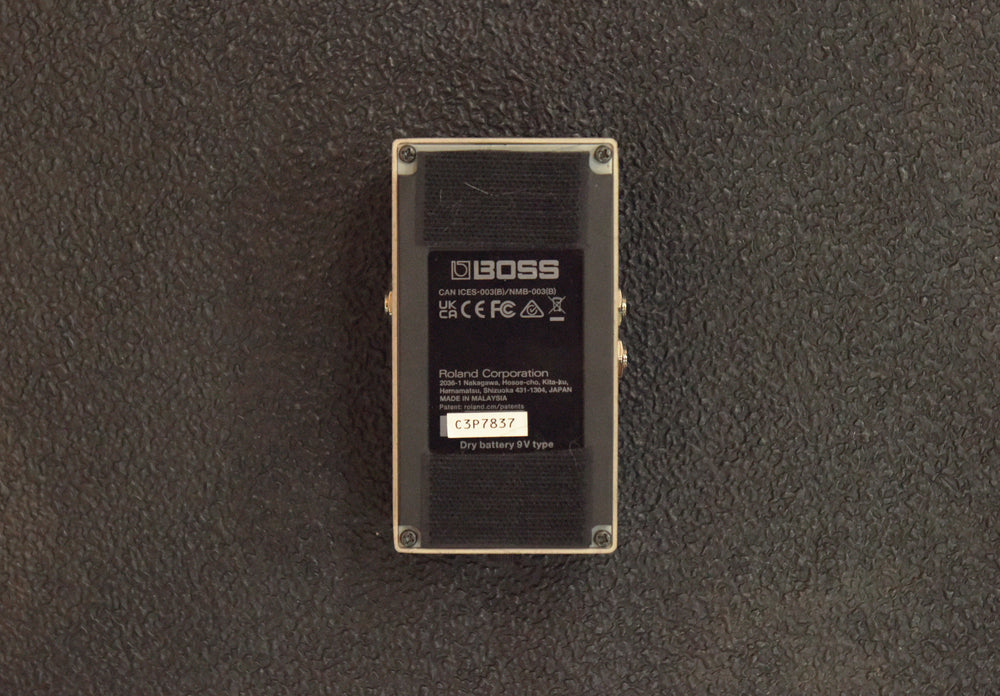 BOSS
CAN ICES-003(B)/NMB-003(B)
UK CA CE FC
Roland Corporation
2036-1 Nakagawa, Hosoe-cho, Kita-ku,
Hamamatsu, Shizuoka 431-1304, JAPAN
MADE IN MALAYSIA
Patent: roland.cm/patents
C3P7837
Dry battery 9V type